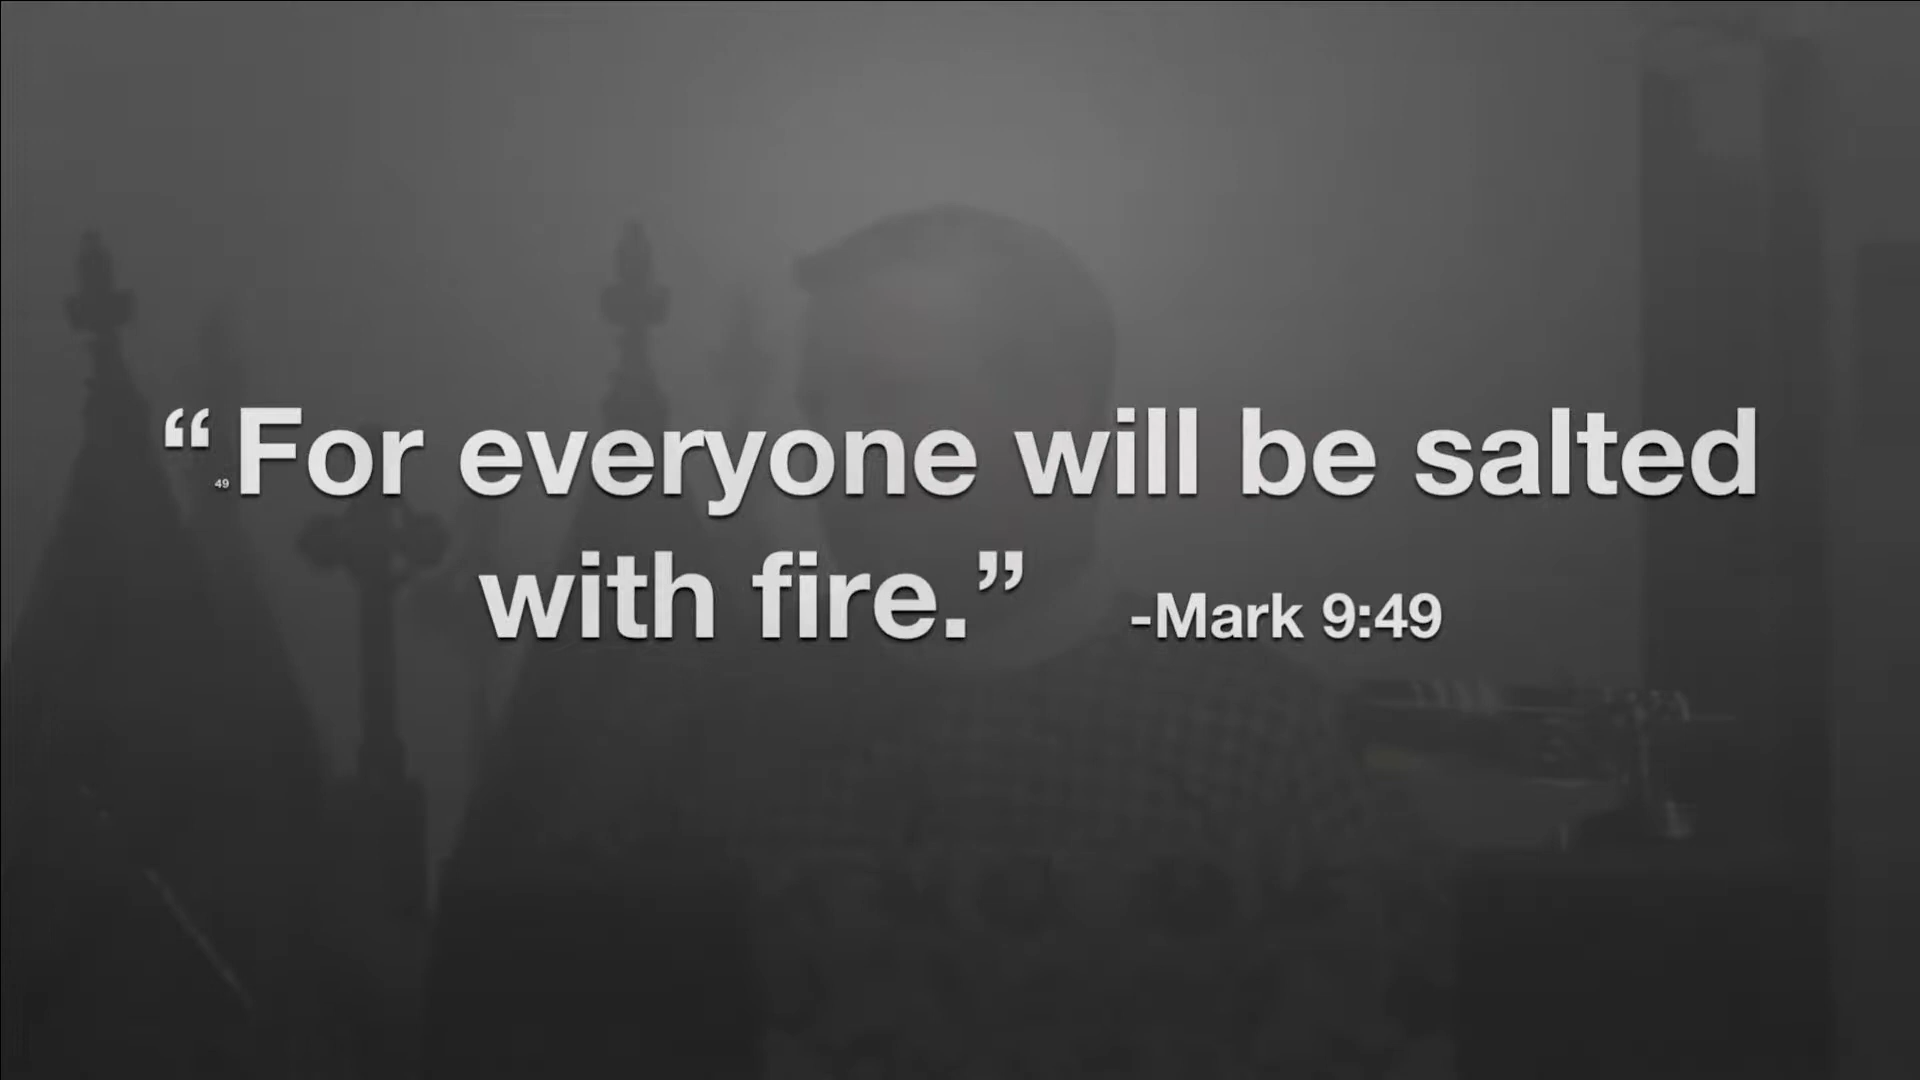 “49For everyone will be salted
with fire.” -Mark 9:49